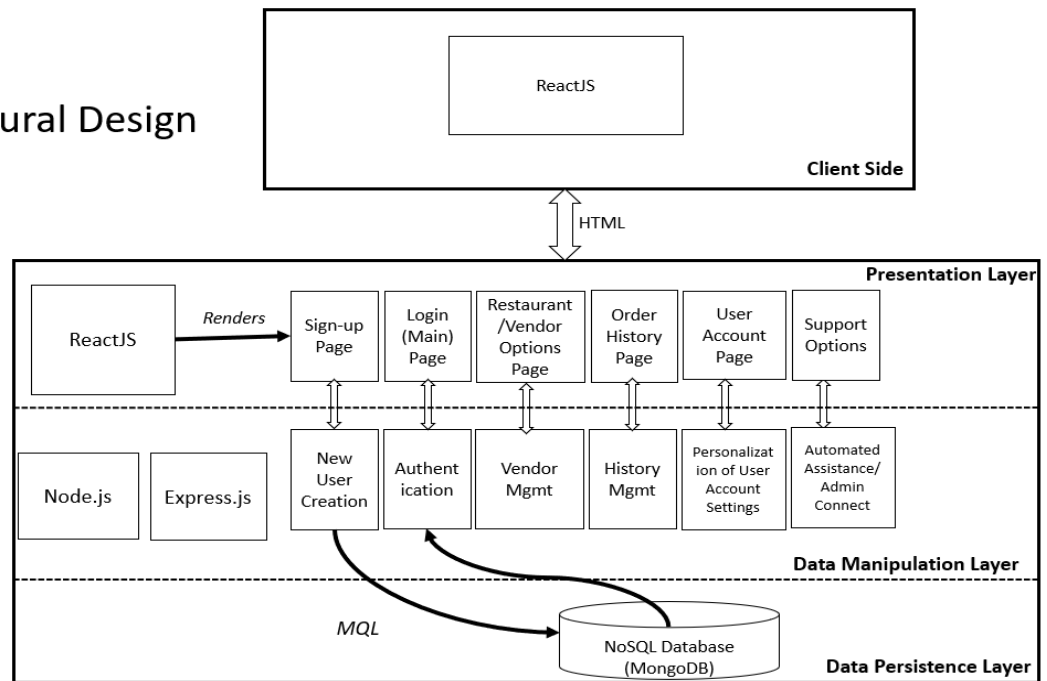 ural Design
ReactJS
Client Side
HTML
Presentation Layer
ReactJS
Renders
Sign-up
Page
Login
(Main)
Page
Restaurant
/Vendor
Options
Page
Order
History
Page
User
Account
Page
Support
Options
Node.js
Express.js
New
User
Creation
Authent
ication
Vendor
Mgmt
History
Mgmt
Personalizat
ion of User
Account
Settings
Automated
Assistance/
Admin
Connect
Data Manipulation Layer
MQL
NoSQL Database
(MongoDB)
Data Persistence Layer